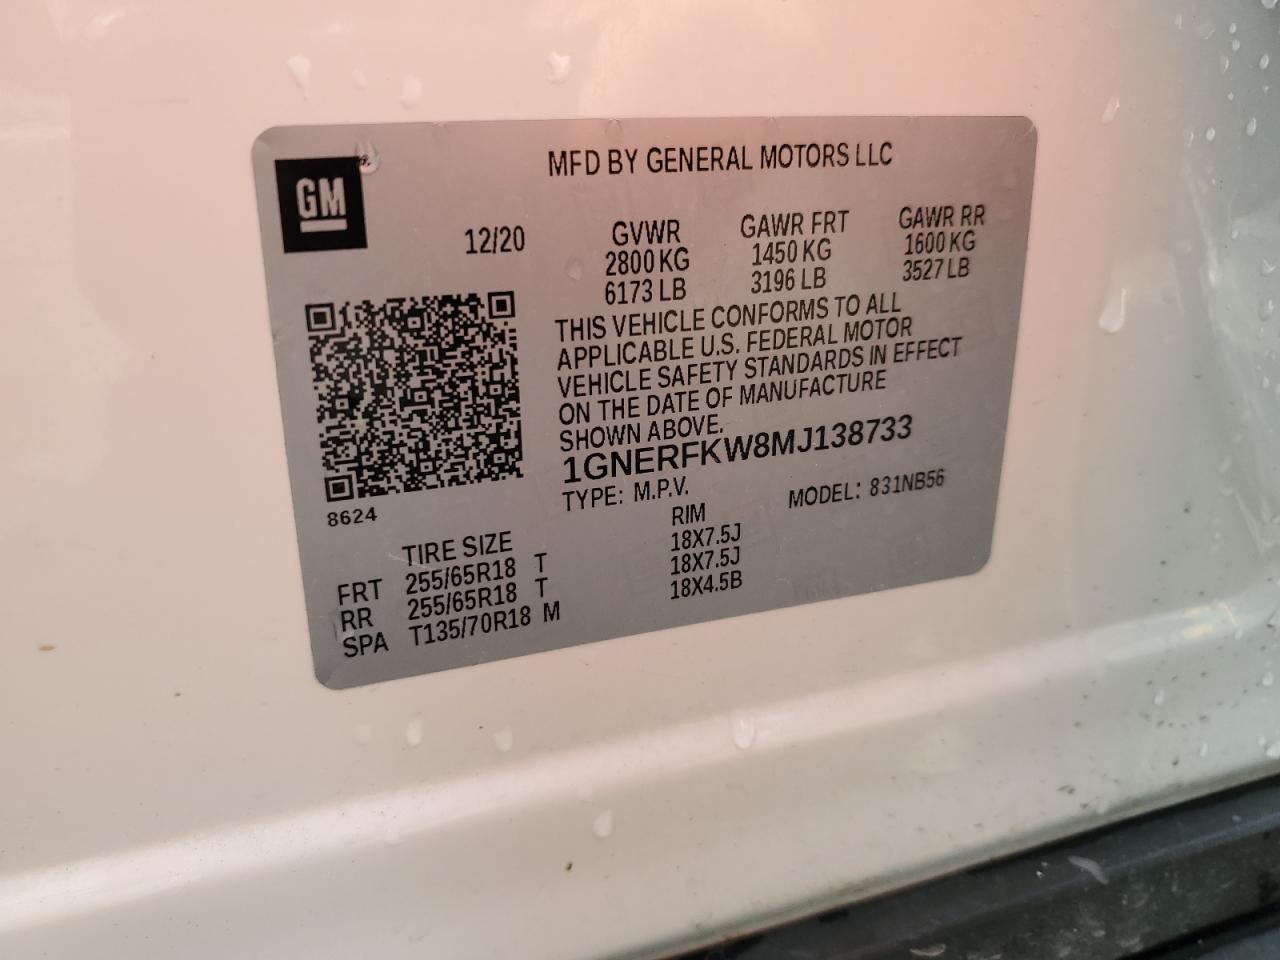 MFD BY GENERAL MOTORS LLC
GM
12/20
GVWR GAWR FRT GAWR RR
2800 KG 1450 KG 1600 KG
6173 LB 3196 LB 3527 LB
THIS VEHICLE CONFORMS TO ALL
APPLICABLE U.S. FEDERAL MOTOR
VEHICLE SAFETY STANDARDS IN EFFECT
ON THE DATE OF MANUFACTURE
SHOWN ABOVE.
1GNERFKW8MJ138733
TYPE: M.P.V. MODEL: 831NB56
8624
TIRE SIZE RIM
FRT 255/65R18 T 18X7.5J
RR 255/65R18 T 18X7.5J
SPA T135/70R18 M 18X4.5B